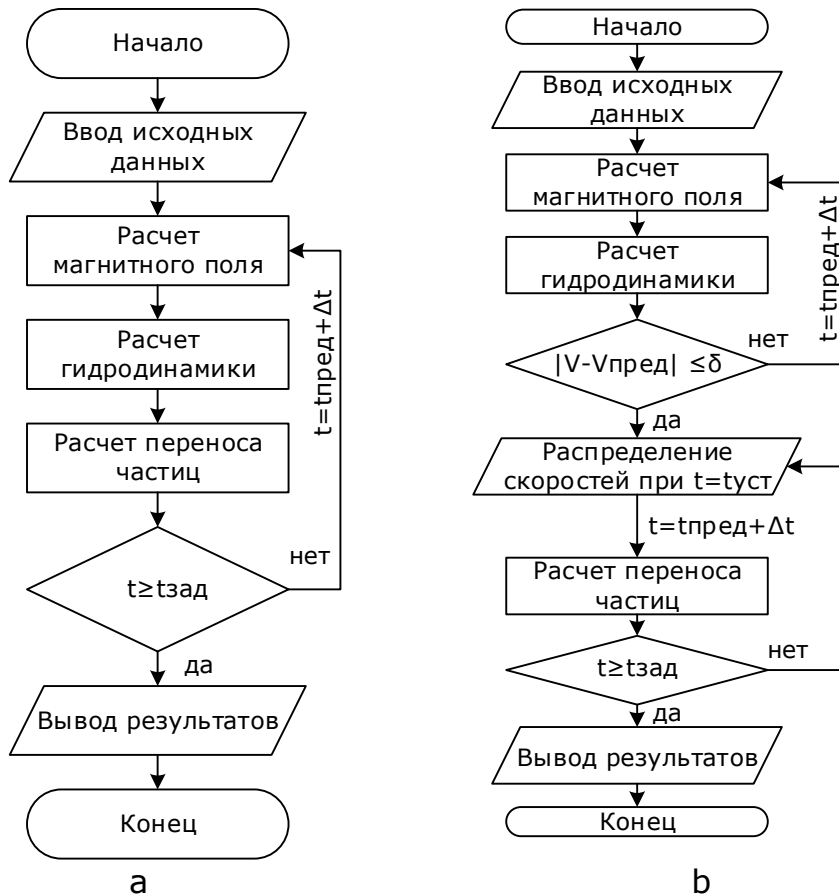 Начало
Ввод исходных
данных
Расчет
магнитного поля
Расчет
гидродинамики
Расчет переноса
частиц
t≥tзад
нет
t=tпред+Δt
да
Вывод результатов
Конец
a
Начало
Ввод исходных
данных
Расчет
магнитного поля
Расчет
гидродинамики
|V-Vпред| ≤δ
нет
t=tпред+Δt
да
Распределение
скоростей при t=tуст
t=tпред+Δt
Расчет переноса
частиц
t≥tзад
нет
да
Вывод результатов
Конец
b